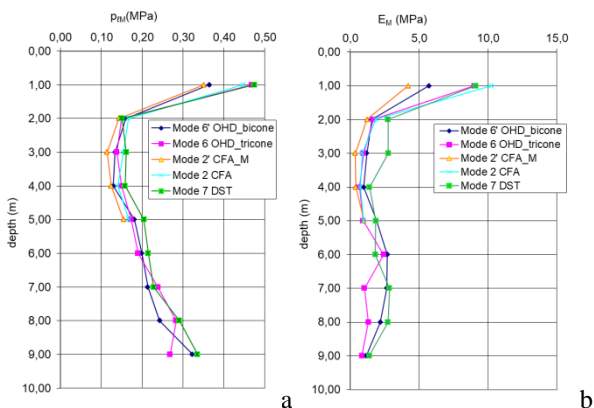 p_fM(MPa)
0,00 0,10 0,20 0,30 0,40 0,50
0,00
1,00
2,00
3,00
4,00
5,00
6,00
7,00
8,00
9,00
10,00
depth (m)
Mode 6' OHD_bicone
Mode 6 OHD_tricone
Mode 2' CFA_M
Mode 2 CFA
Mode 7 DST
a
E_M (MPa)
0,0 5,0 10,0 15,0
0,00
1,00
2,00
3,00
4,00
5,00
6,00
7,00
8,00
9,00
10,00
depth (m)
Mode 6' OHD_bicone
Mode 6 OHD_tricone
Mode 2' CFA_M
Mode 2 CFA
Mode 7 DST
b